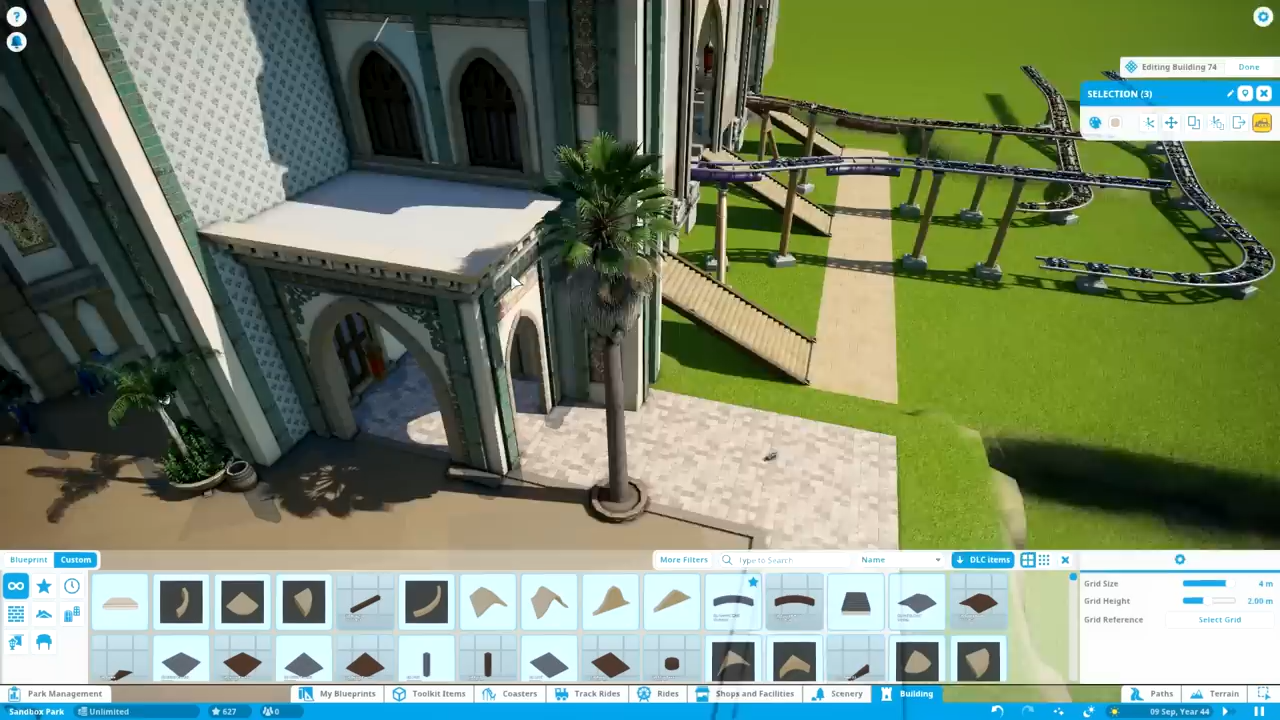 ?
Editing Building 74 Done
SELECTION (3)
Blueprint Custom More Filters Type to Search Name DLC items
Grid Size 4 m
Grid Height 2.00 m
Grid Reference Select Grid
Park Management My Blueprints Toolkit Items Coasters Track Rides Rides Shops and Facilities Scenery Building Paths Terrain
Sandbox Park Unlimited 627 0 09 Sep, Year 44